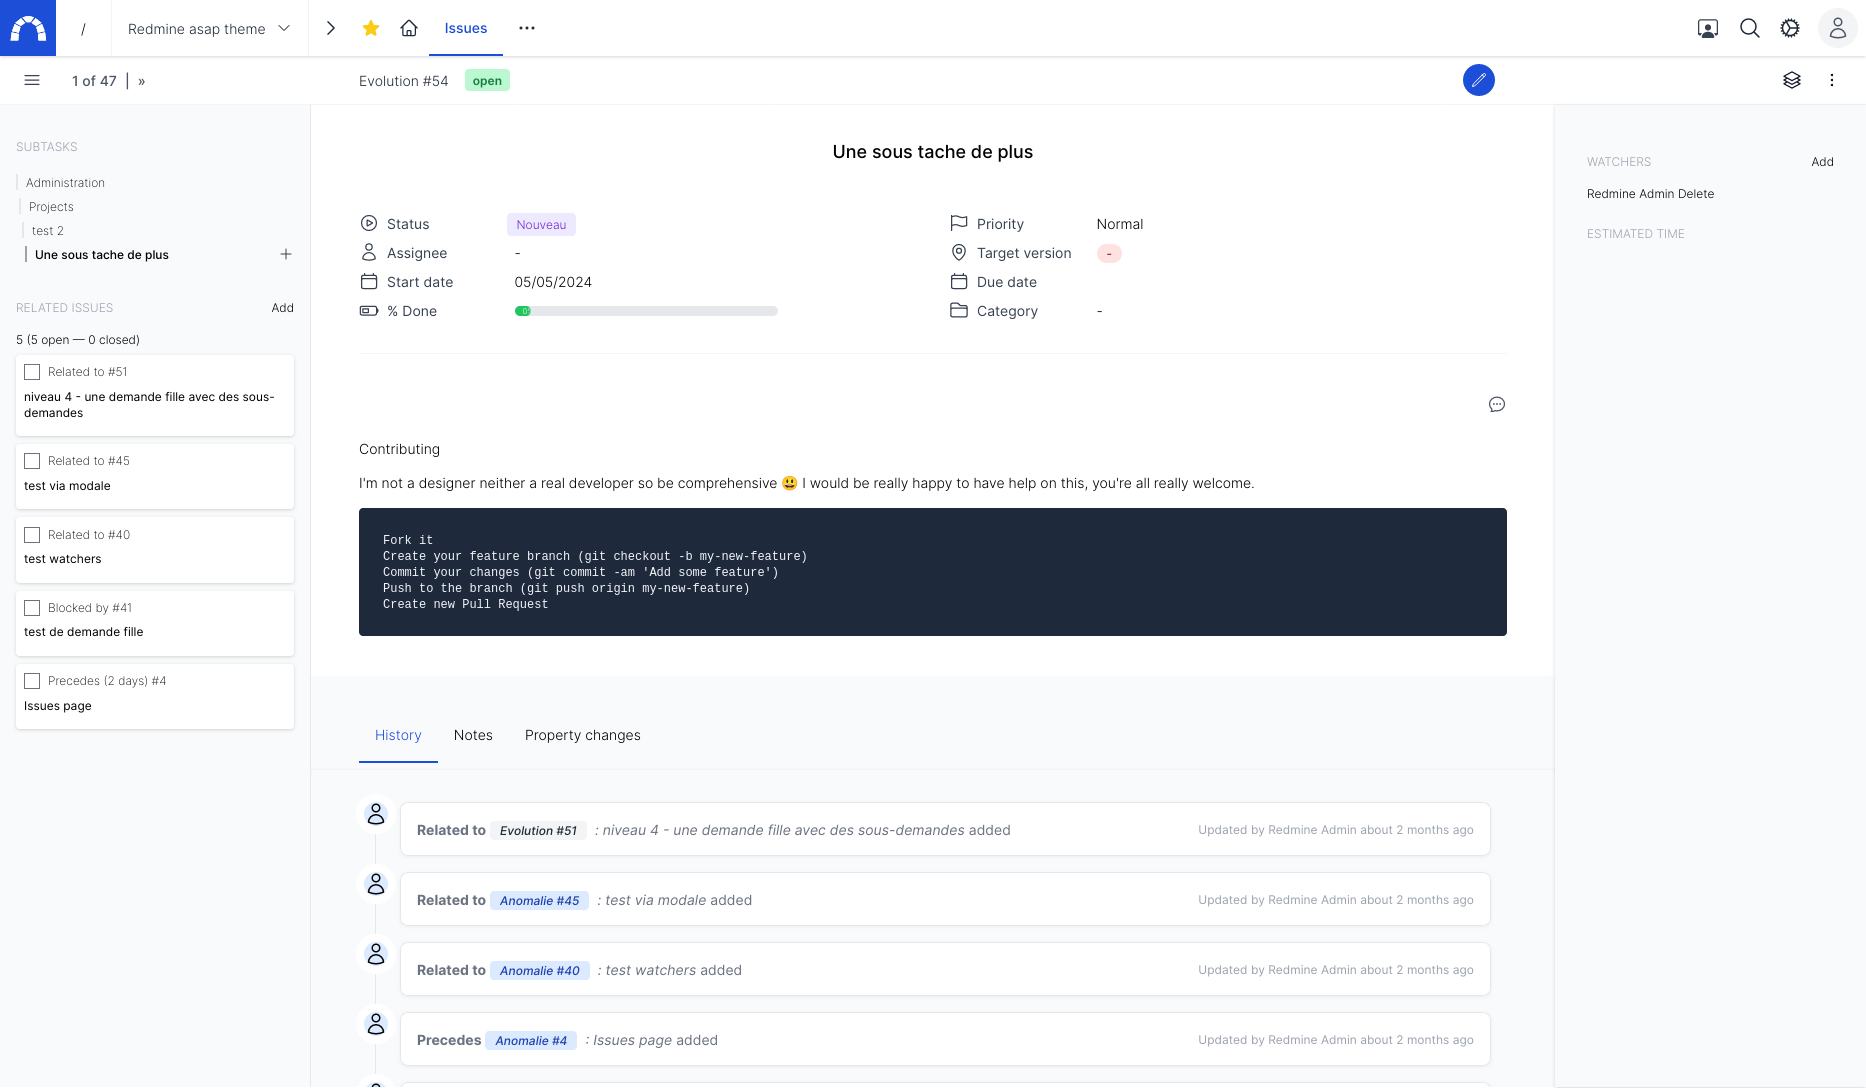 / Redmine asap theme Issues
1 of 47 | »
Evolution #54 open
SUBTASKS
Administration
Projects
test 2
Une sous tache de plus
RELATED ISSUES Add
5 (5 open — 0 closed)
Related to #51
niveau 4 - une demande fille avec des sous-
demandes
Related to #45
test via modale
Related to #40
test watchers
Blocked by #41
test de demande fille
Precedes (2 days) #4
Issues page
Une sous tache de plus
Status Nouveau
Priority Normal
Assignee -
Target version -
Start date 05/05/2024
Due date
% Done
Category -
Contributing
I'm not a designer neither a real developer so be comprehensive 😃 I would be really happy to have help on this, you're all really welcome.
Fork it
Create your feature branch (git checkout -b my-new-feature)
Commit your changes (git commit -am 'Add some feature')
Push to the branch (git push origin my-new-feature)
Create new Pull Request
History Notes Property changes
Related to Evolution #51 : niveau 4 - une demande fille avec des sous-demandes added Updated by Redmine Admin about 2 months ago
Related to Anomalie #45 : test via modale added Updated by Redmine Admin about 2 months ago
Related to Anomalie #40 : test watchers added Updated by Redmine Admin about 2 months ago
Precedes Anomalie #4 : Issues page added Updated by Redmine Admin about 2 months ago
WATCHERS Add
Redmine Admin Delete
ESTIMATED TIME